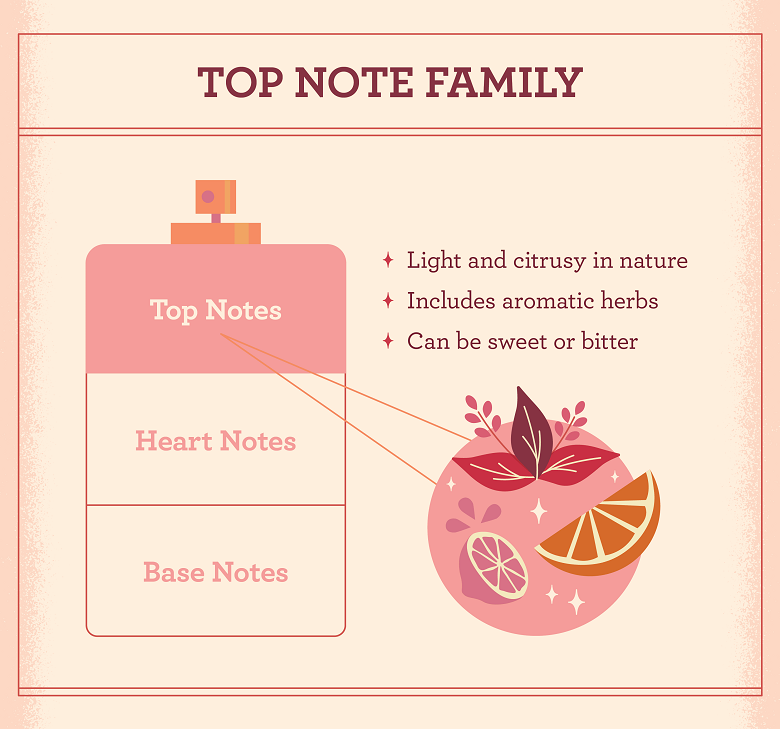 TOP NOTE FAMILY
Top Notes
Heart Notes
Base Notes
Light and citrusy in nature
Includes aromatic herbs
Can be sweet or bitter